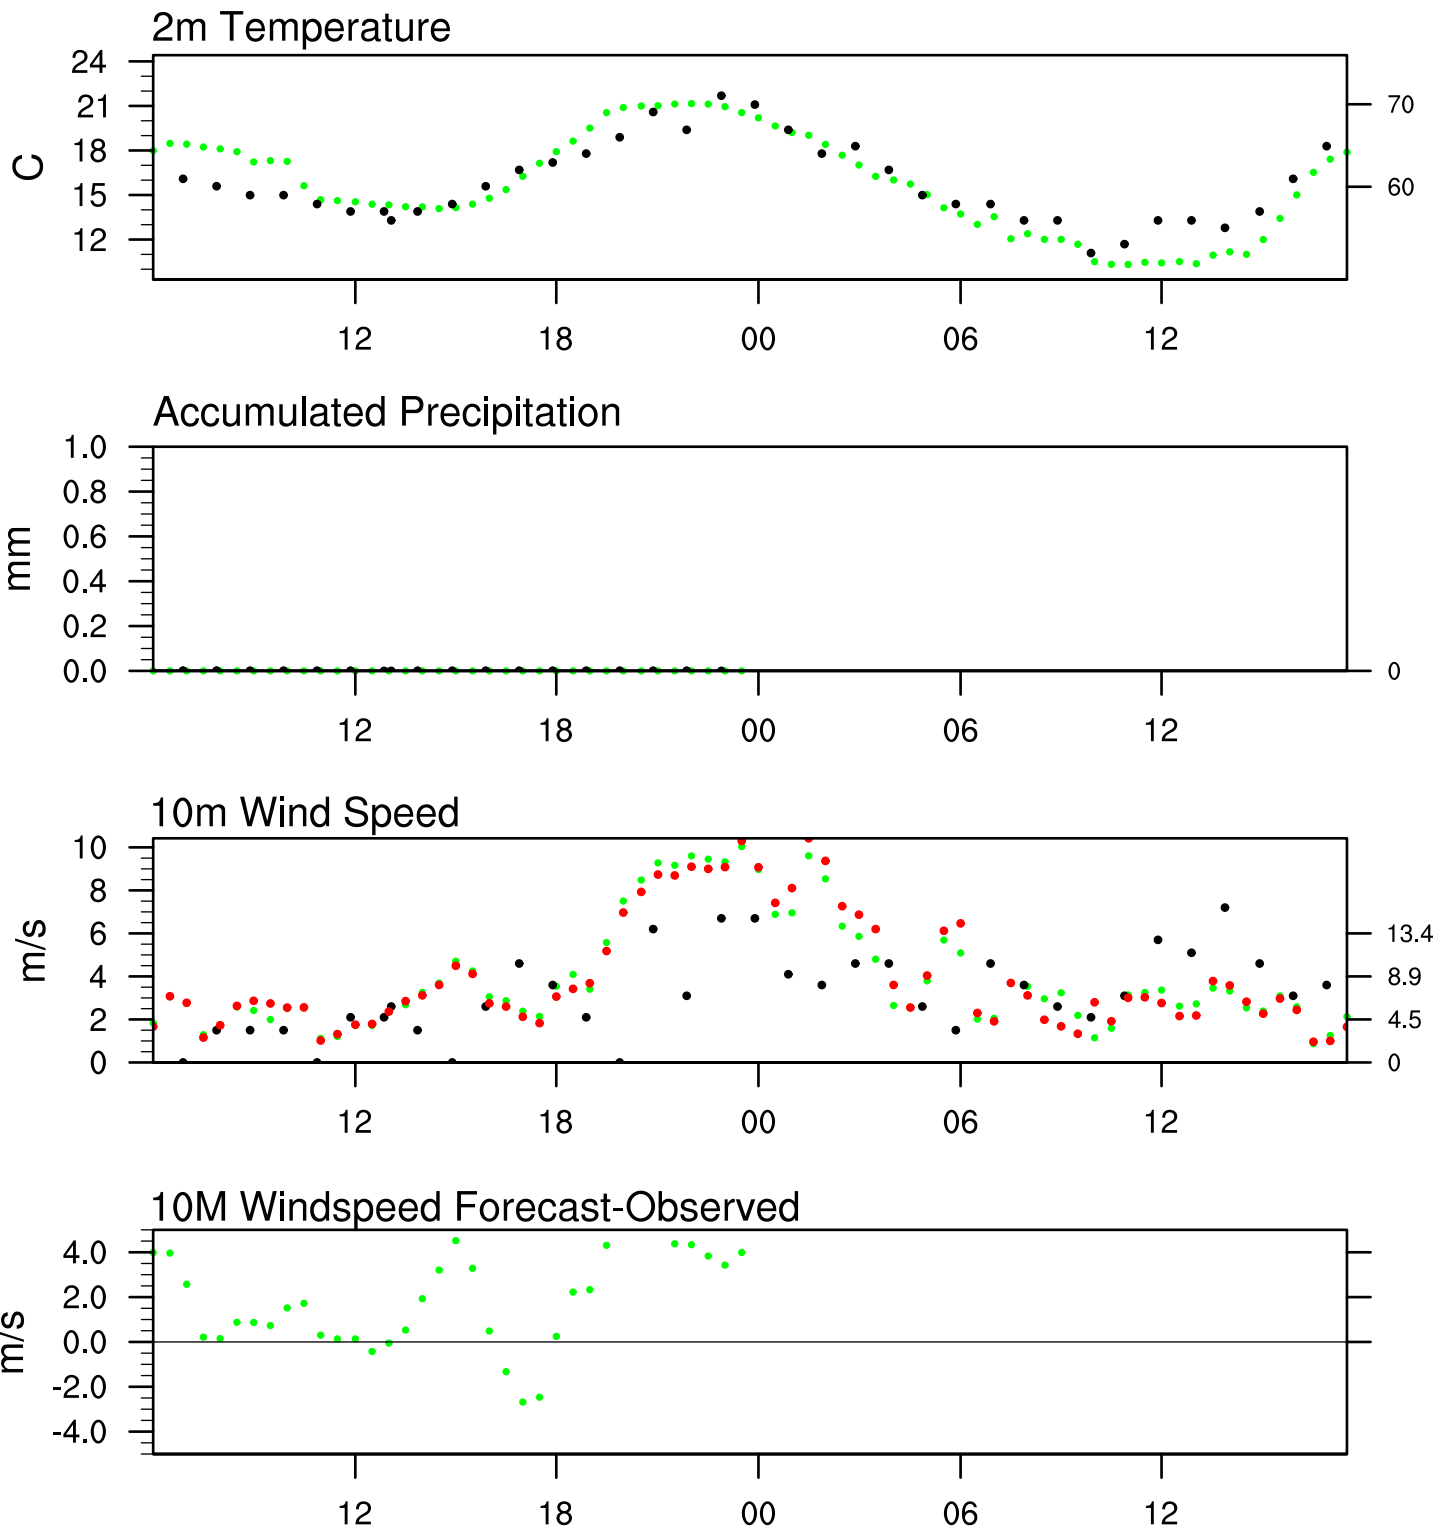 2m Temperature
24
21
18
15
12
C
70
60
12 18 00 06 12
Accumulated Precipitation
1.0
0.8
0.6
0.4
0.2
0.0
mm
0
12 18 00 06 12
10m Wind Speed
10
8
6
4
2
0
m/s
13.4
8.9
4.5
0
12 18 00 06 12
10M Windspeed Forecast-Observed
4.0
2.0
0.0
-2.0
-4.0
m/s
12 18 00 06 12